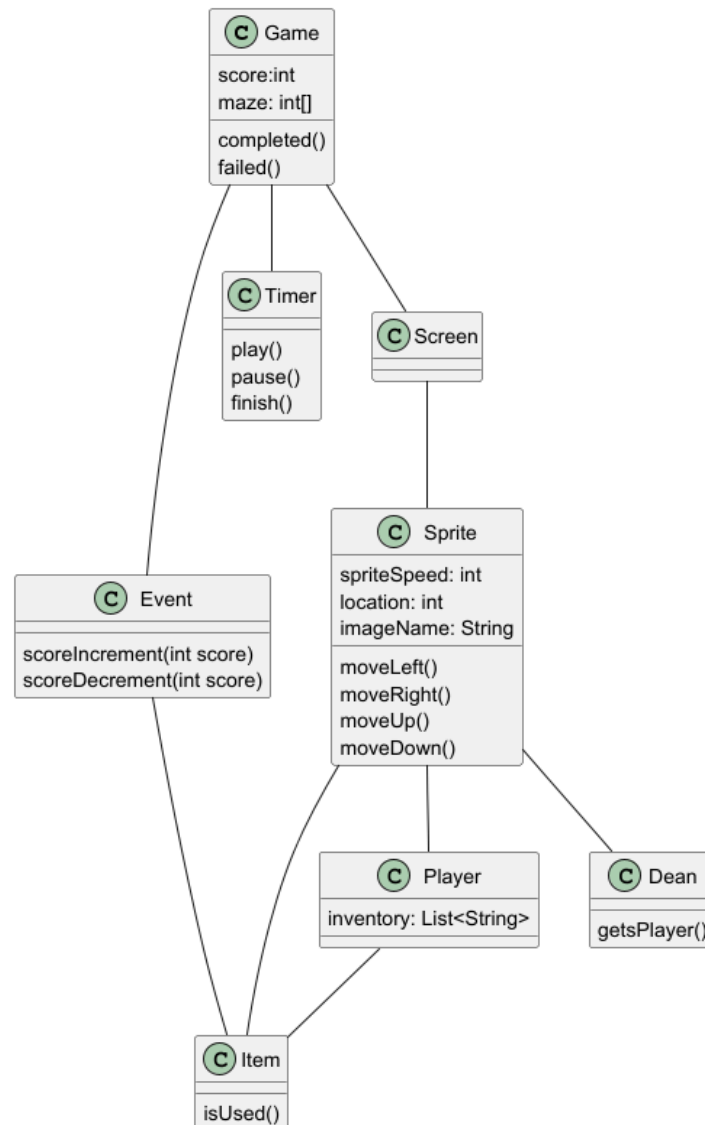 C Game
score:int
maze: int[]
completed()
failed()
C Timer
play()
pause()
finish()
C Screen
C Sprite
spriteSpeed: int
location: int
imageName: String
moveLeft()
moveRight()
moveUp()
moveDown()
C Event
scoreIncrement(int score)
scoreDecrement(int score)
C Player
inventory: List<String>
C Dean
getsPlayer()
C Item
isUsed()